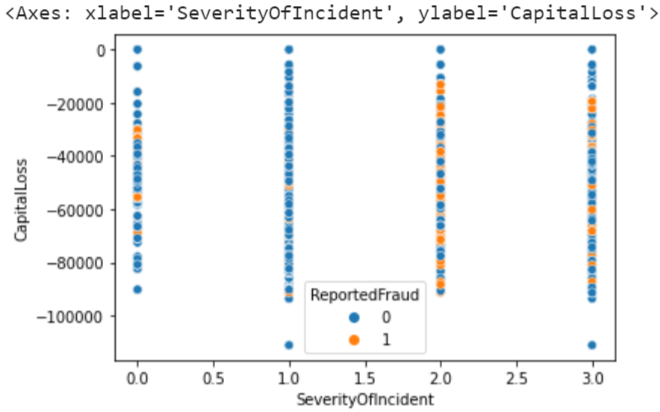 <Axes: xlabel='SeverityOfIncident', ylabel='CapitalLoss'>
0
−20000
−40000
−60000
−80000
−100000
CapitalLoss
ReportedFraud
0
1
0.0 0.5 1.0 1.5 2.0 2.5 3.0
SeverityOfIncident